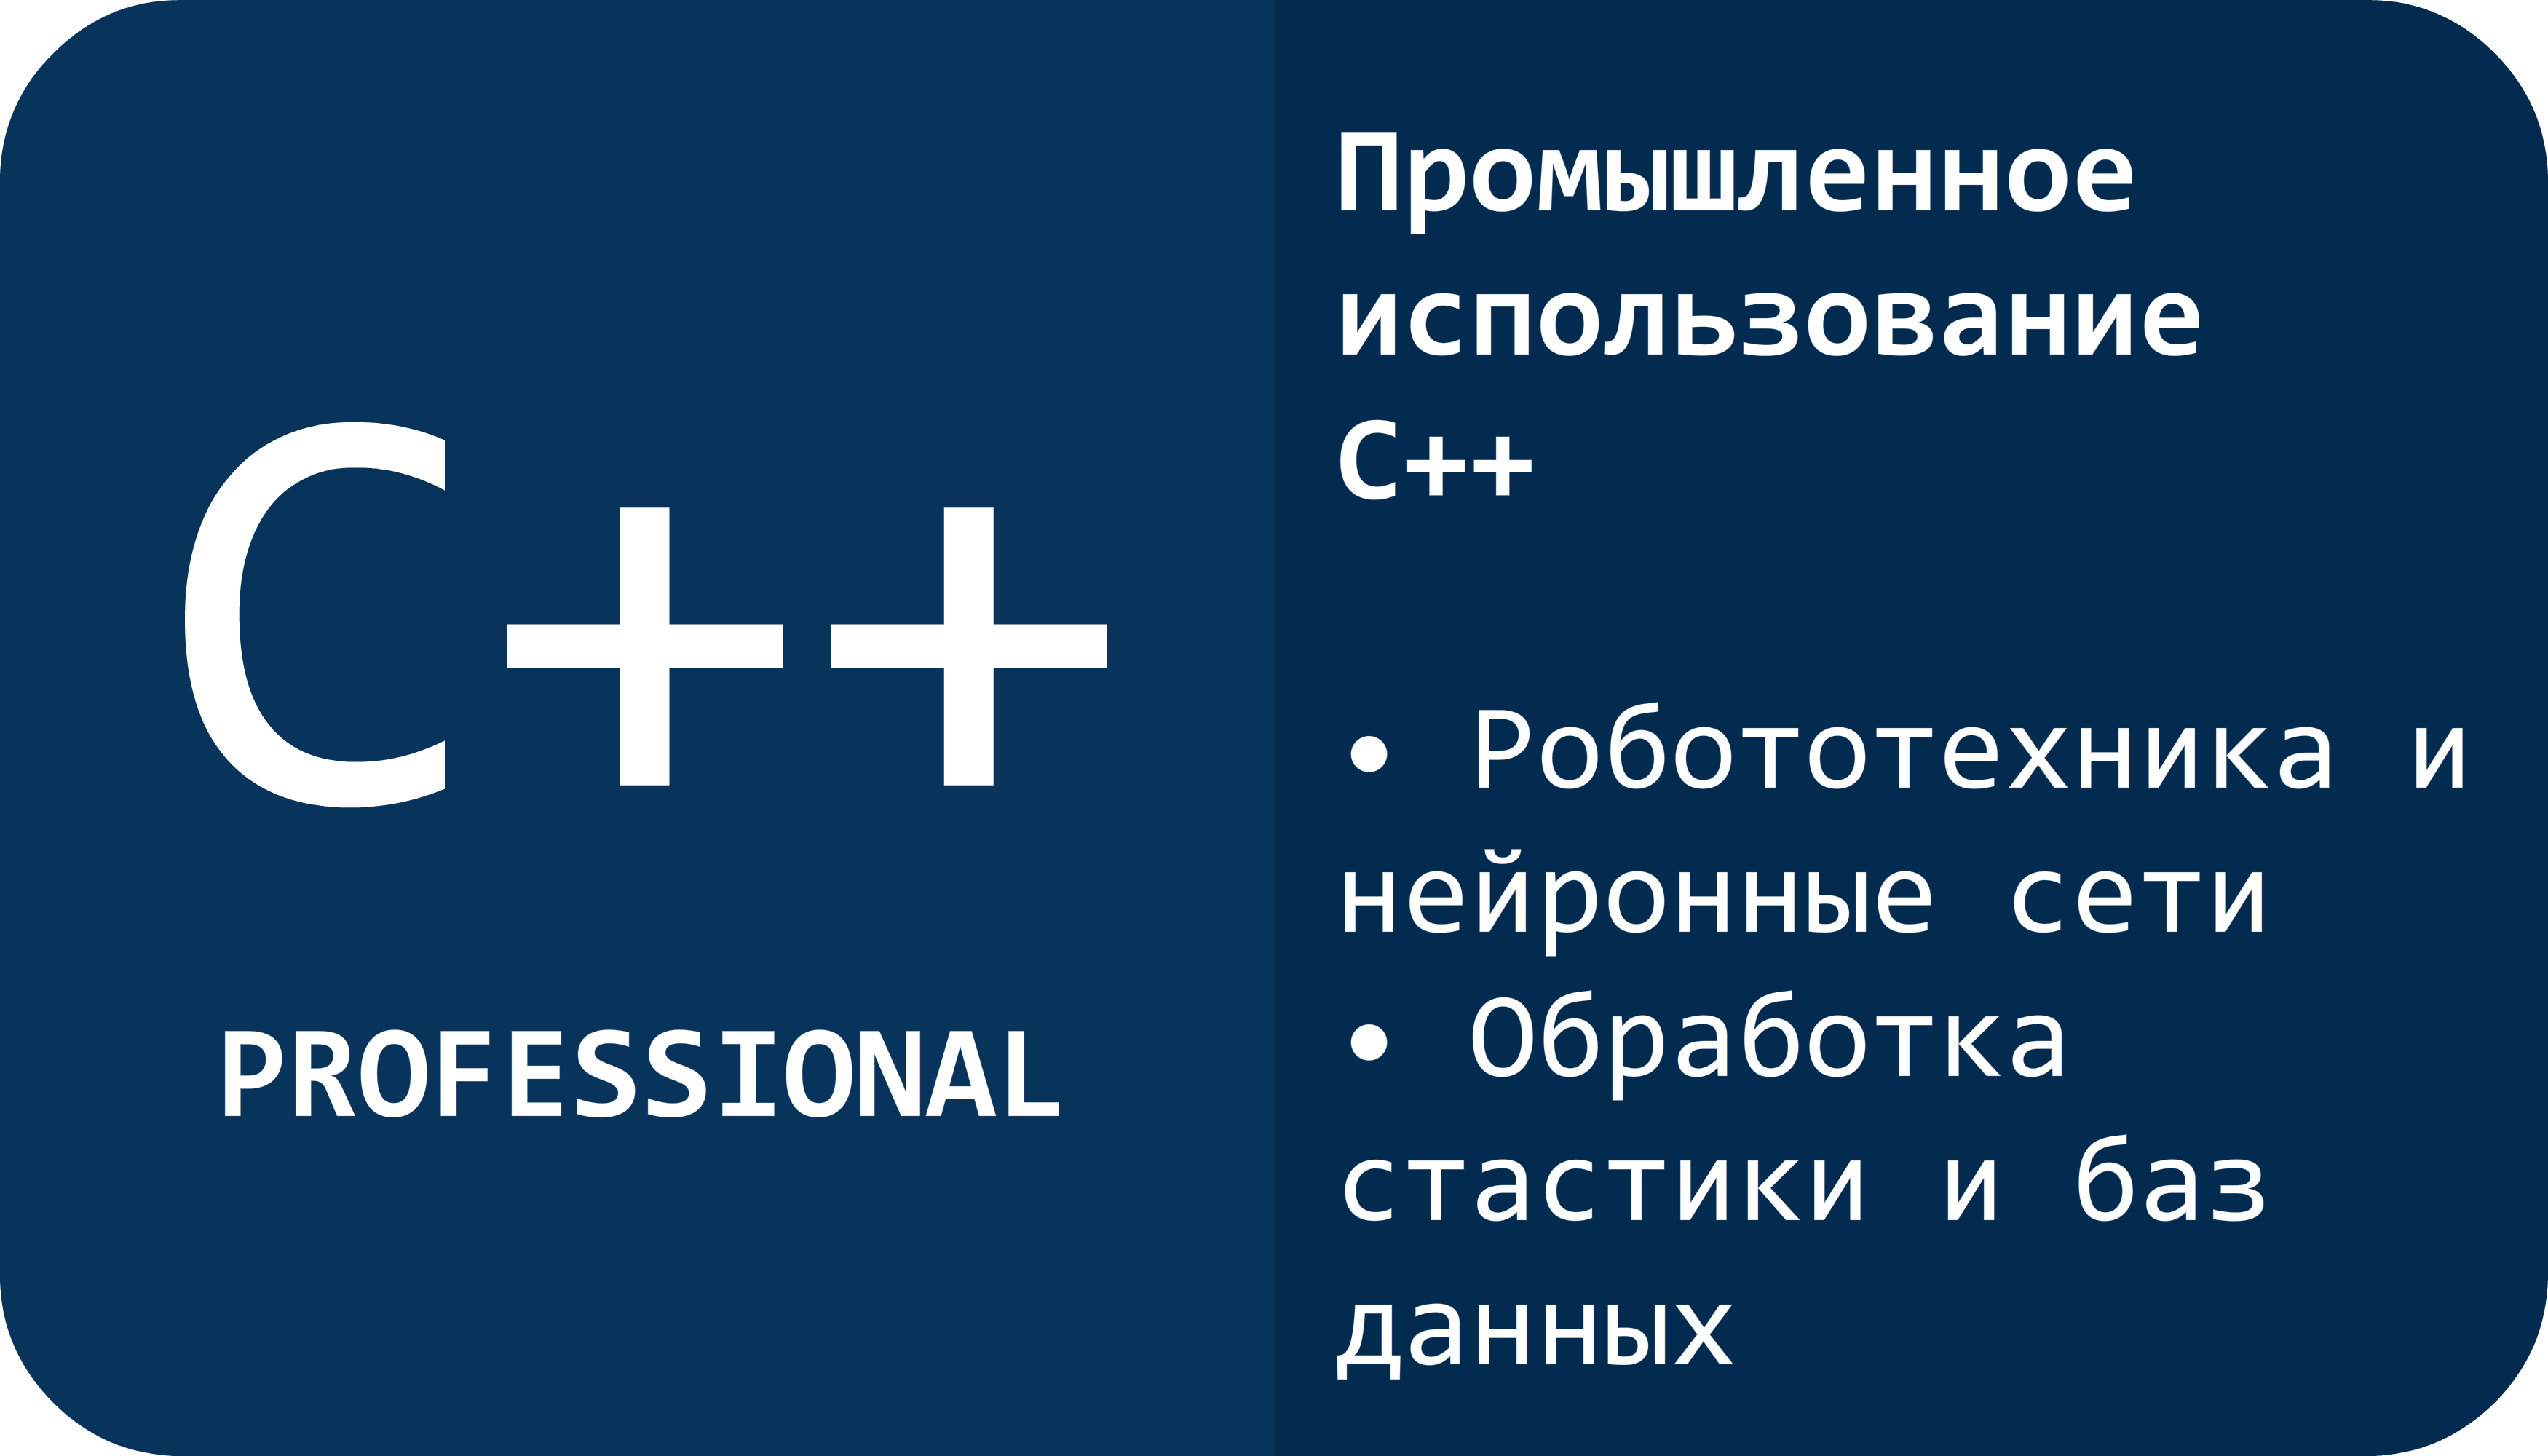 C++
PROFESSIONAL
Промышленное
использование
C++
• Робототехника и
нейронные сети
• Обработка
стастики и баз
данных